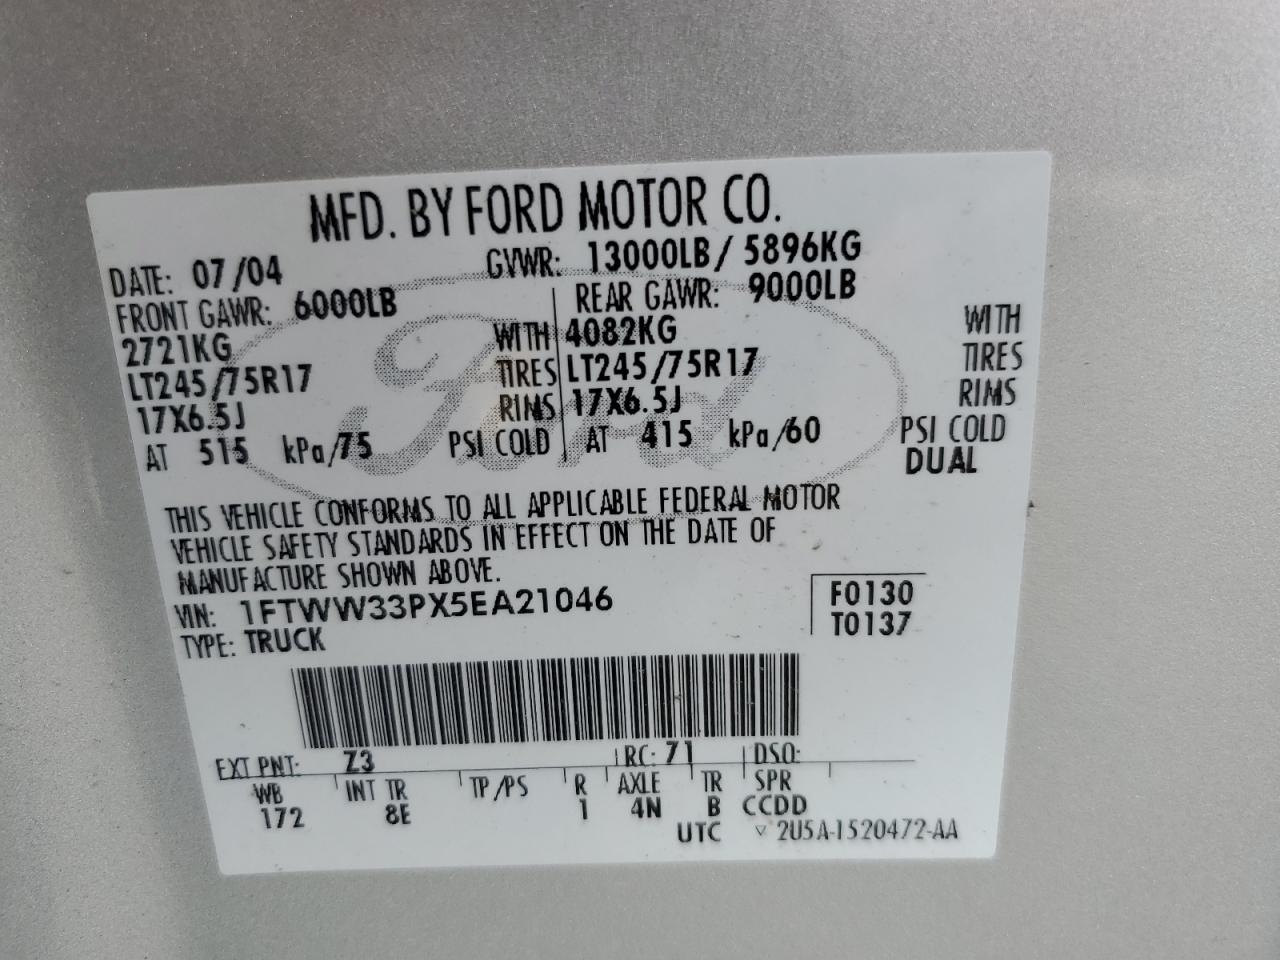 MFD. BY FORD MOTOR CO.
DATE: 07/04 GVWR: 13000LB/ 5896KG
FRONT GAWR: 6000LB REAR GAWR: 9000LB
2721KG WITH 4082KG WITH
LT245/75R17 TIRES LT245/75R17 TIRES
17X6.5J RIMS 17X6.5J RIMS
AT 515 kPa/75 PSI COLD AT 415 kPa/60 PSI COLD
DUAL
Ford
THIS VEHICLE CONFORMS TO ALL APPLICABLE FEDERAL MOTOR
VEHICLE SAFETY STANDARDS IN EFFECT ON THE DATE OF
MANUFACTURE SHOWN ABOVE.
VIN: 1FTWW33PX5EA21046 F0130
TYPE: TRUCK T0137
EXT PNT: Z3 RC: 71 DSO:
WB INT TR TP/PS R AXLE TR SPR
172 8E 1 4N B CCDD
UTC ▽ 2U5A-1520472-AA